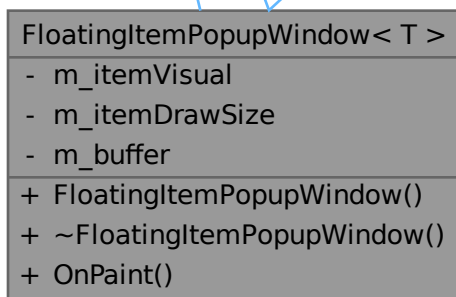 FloatingItemPopupWindow< T >
- m_itemVisual
- m_itemDrawSize
- m_buffer
+ FloatingItemPopupWindow()
+ ~FloatingItemPopupWindow()
+ OnPaint()